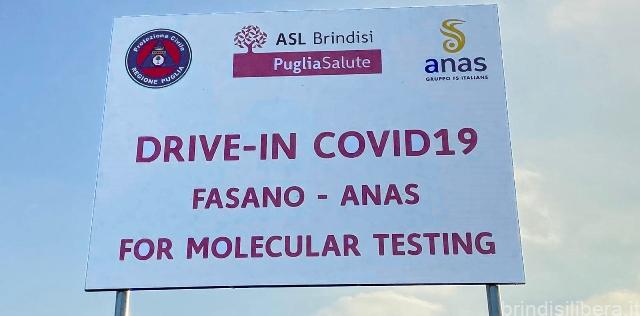 Protezione Civile
REGIONE PUGLIA
ASL Brindisi
PugliaSalute
anas
GRUPPO FS ITALIANE
DRIVE-IN COVID19
FASANO - ANAS
FOR MOLECULAR TESTING
brindisilibera.it